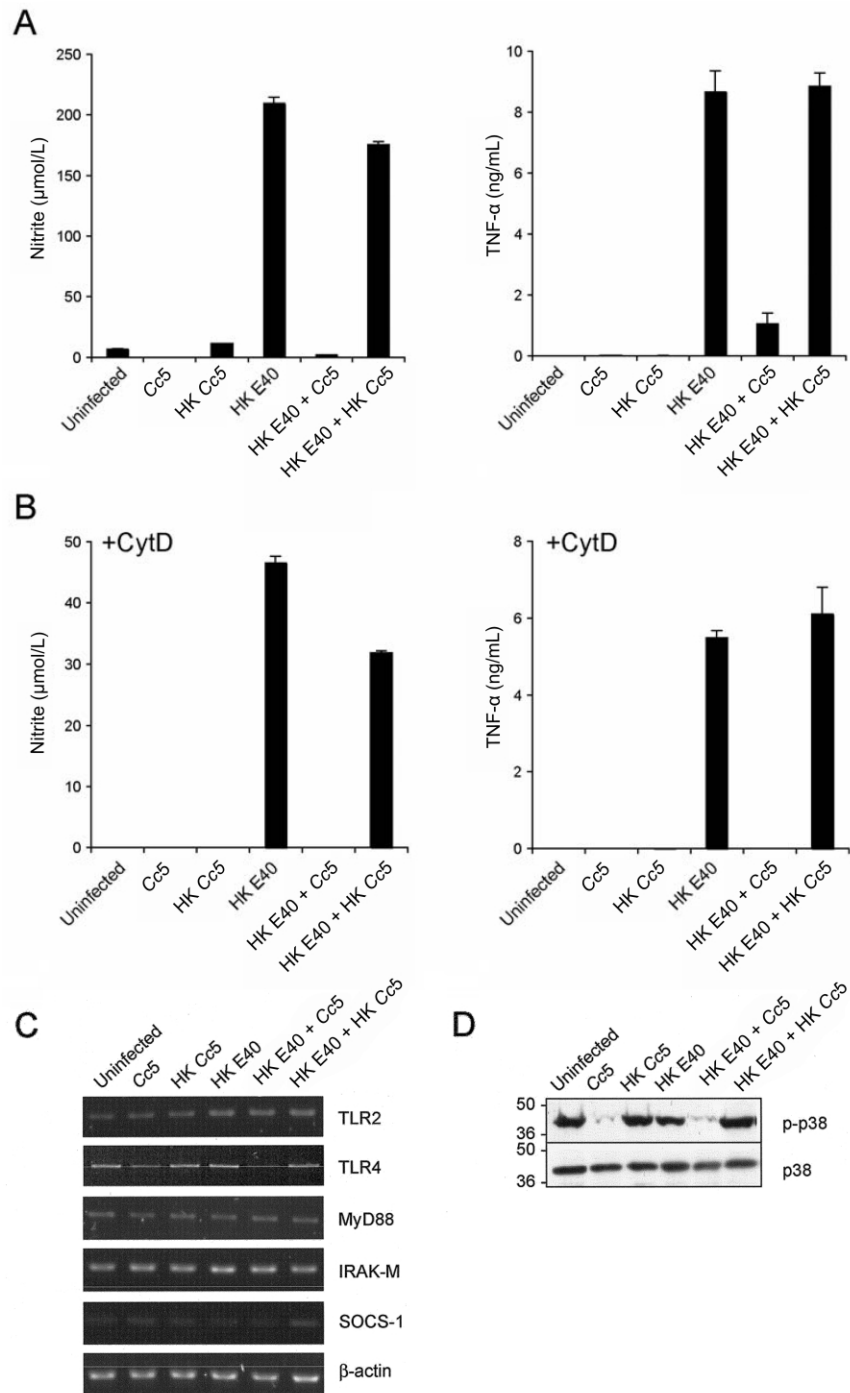 A
250
200
150
100
50
0
Nitrite (µmol/L)
Uninfected
Cc5
HK Cc5
HK E40
HK E40 + Cc5
HK E40 + HK Cc5
10
8
6
4
2
0
TNF-α (ng/mL)
Uninfected
Cc5
HK Cc5
HK E40
HK E40 + Cc5
HK E40 + HK Cc5
B
+CytD
50
40
30
20
10
0
Nitrite (µmol/L)
Uninfected
Cc5
HK Cc5
HK E40
HK E40 + Cc5
HK E40 + HK Cc5
+CytD
8
6
4
2
0
TNF-α (ng/mL)
Uninfected
Cc5
HK Cc5
HK E40
HK E40 + Cc5
HK E40 + HK Cc5
C
Uninfected
Cc5
HK Cc5
HK E40
HK E40 + Cc5
HK E40 + HK Cc5
TLR2
TLR4
MyD88
IRAK-M
SOCS-1
β-actin
D
Uninfected
Cc5
HK Cc5
HK E40
HK E40 + Cc5
HK E40 + HK Cc5
50
36
p-p38
50
36
p38